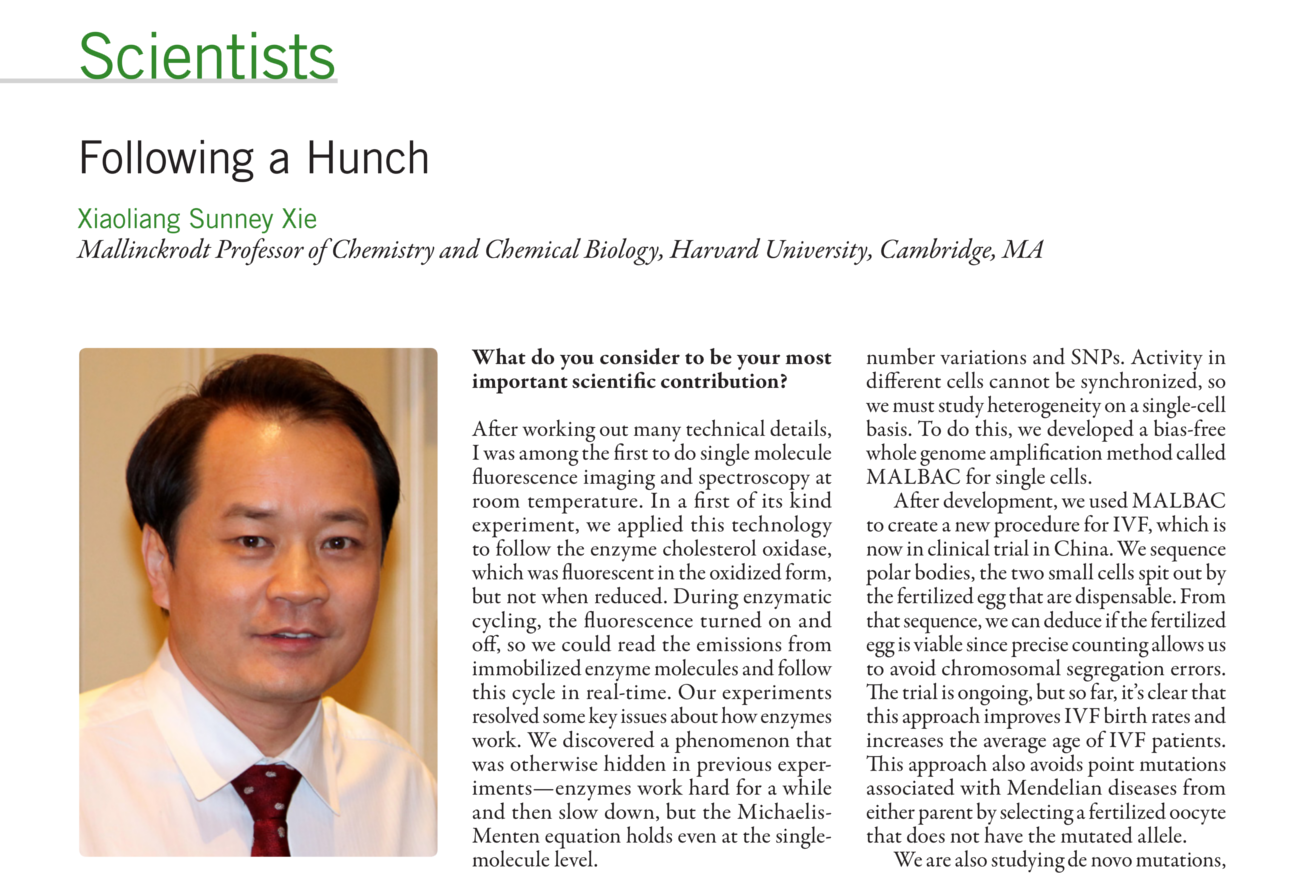 Scientists
Following a Hunch
Xiaoliang Sunney Xie
Mallinckrodt Professor of Chemistry and Chemical Biology, Harvard University, Cambridge, MA
What do you consider to be your most
important scientific contribution?
After working out many technical details,
I was among the first to do single molecule
fluorescence imaging and spectroscopy at
room temperature. In a first of its kind
experiment, we applied this technology
to follow the enzyme cholesterol oxidase,
which was fluorescent in the oxidized form,
but not when reduced. During enzymatic
cycling, the fluorescence turned on and
off, so we could read the emissions from
immobilized enzyme molecules and follow
this cycle in real-time. Our experiments
resolved some key issues about how enzymes
work. We discovered a phenomenon that
was otherwise hidden in previous exper-
iments—enzymes work hard for a while
and then slow down, but the Michaelis-
Menten equation holds even at the single-
molecule level.
number variations and SNPs. Activity in
different cells cannot be synchronized, so
we must study heterogeneity on a single-cell
basis. To do this, we developed a bias-free
whole genome amplification method called
MALBAC for single cells.
After development, we used MALBAC
to create a new procedure for IVF, which is
now in clinical trial in China. We sequence
polar bodies, the two small cells spit out by
the fertilized egg that are dispensable. From
that sequence, we can deduce if the fertilized
egg is viable since precise counting allows us
to avoid chromosomal segregation errors.
The trial is ongoing, but so far, it's clear that
this approach improves IVF birth rates and
increases the average age of IVF patients.
This approach also avoids point mutations
associated with Mendelian diseases from
either parent by selecting a fertilized oocyte
that does not have the mutated allele.
We are also studying de novo mutations,